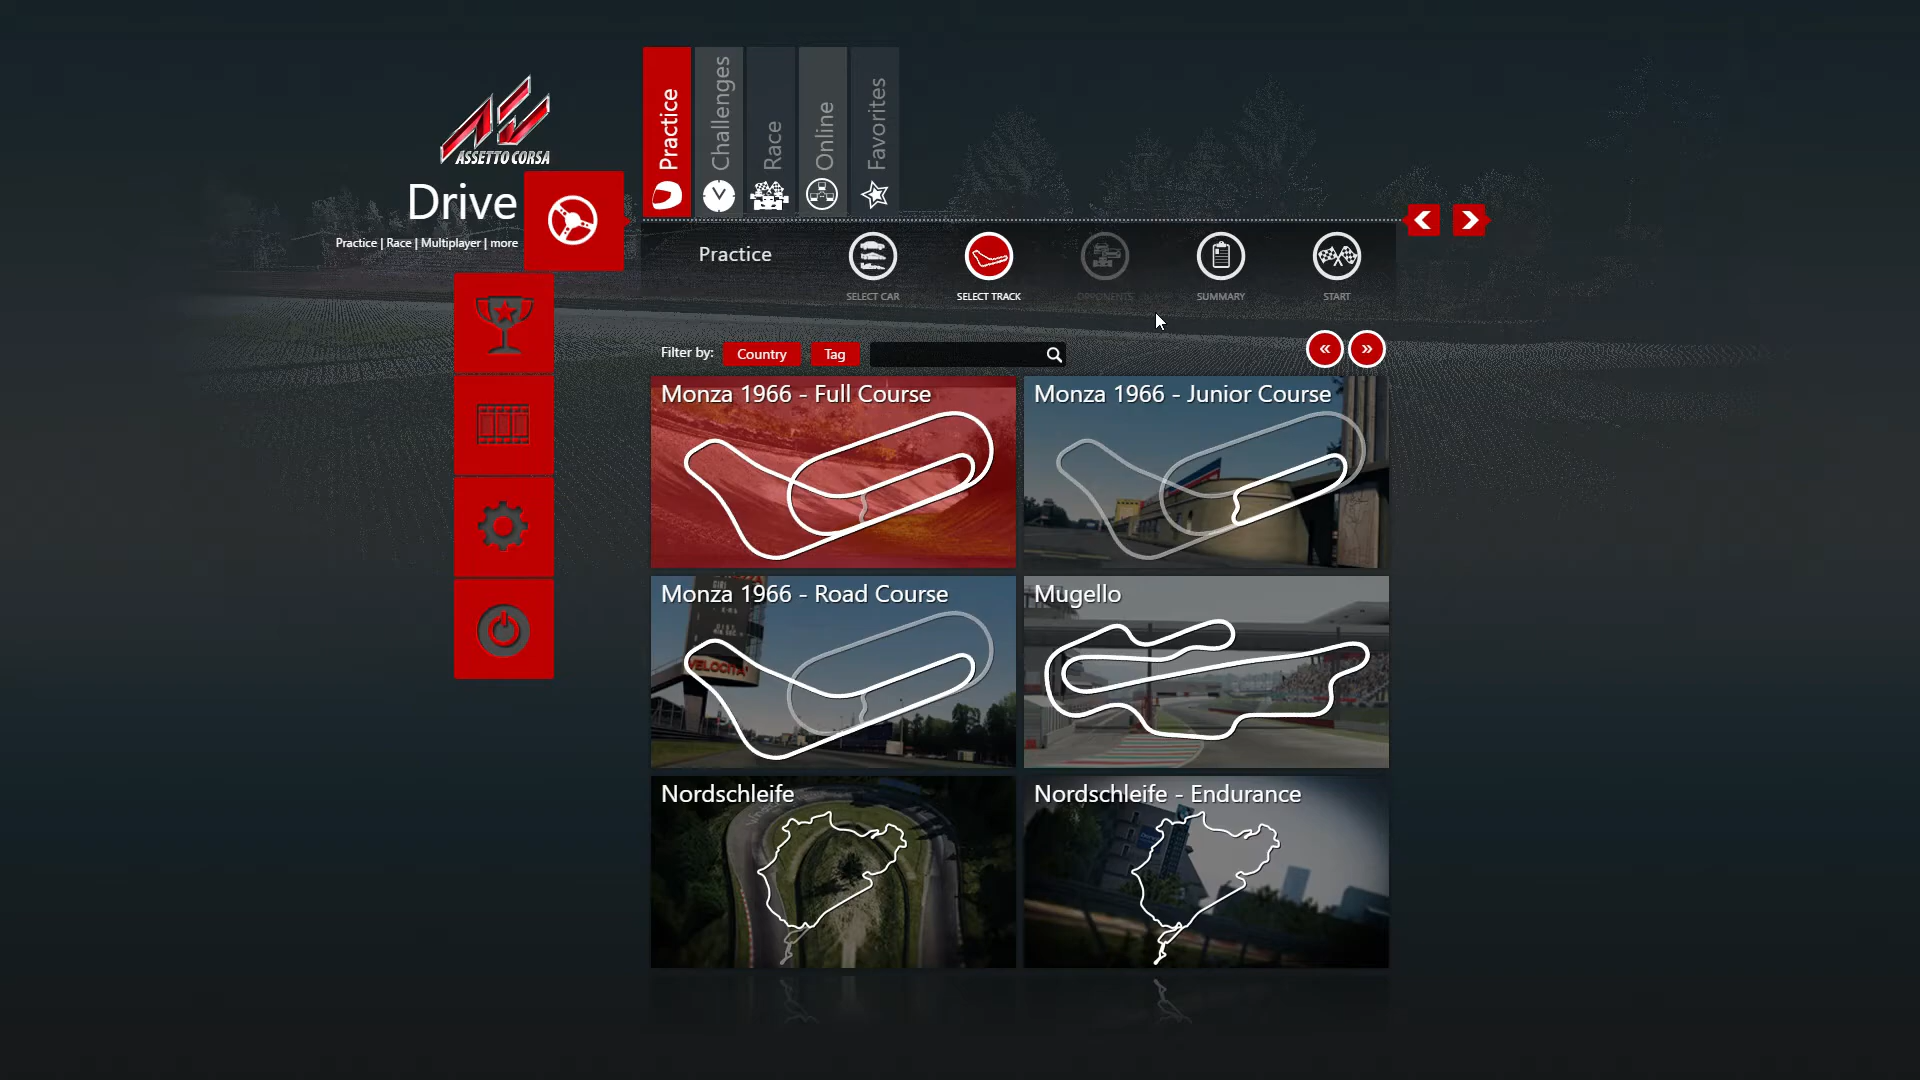 ASSETTO CORSA
Drive
Practice | Race | Multiplayer | more
Practice
Challenges
Race
Online
Favorites
Practice
SELECT CAR
SELECT TRACK
OPPONENTS
SUMMARY
START
Filter by:
Country
Tag
«
»
Monza 1966 - Full Course
Monza 1966 - Junior Course
Monza 1966 - Road Course
Mugello
Nordschleife
Nordschleife - Endurance